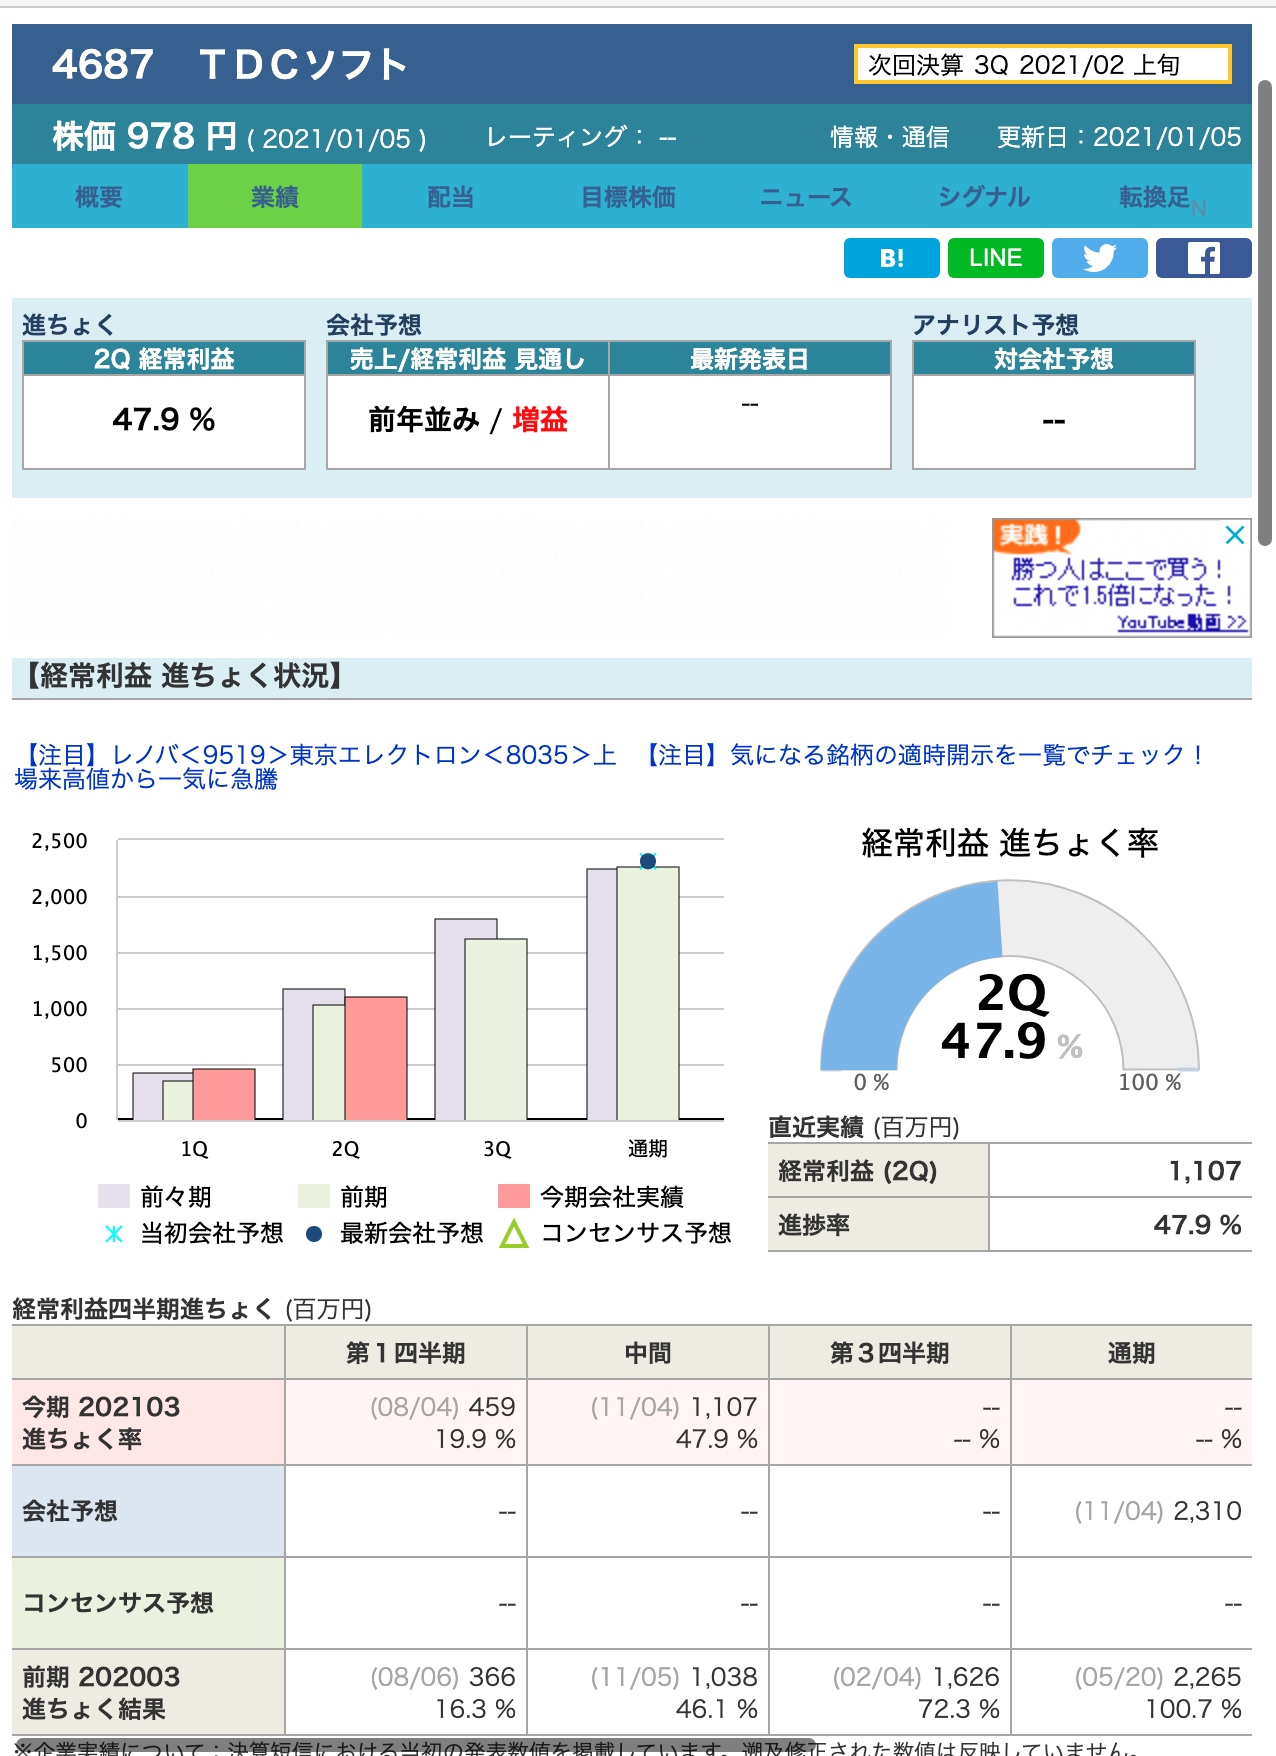 4687　ＴＤＣソフト
次回決算 3Q 2021/02 上旬
株価 978 円 ( 2021/01/05 )　レーティング： --　情報・通信　更新日：2021/01/05
概要　業績　配当　目標株価　ニュース　シグナル　転換足N
B!　LINE
進ちょく　会社予想　アナリスト予想
2Q 経常利益　売上/経常利益 見通し　最新発表日　対会社予想
47.9 %　前年並み / 増益　--　--
実践！
勝つ人はここで買う！
これで1.5倍になった！
YouTube動画 >>
【経常利益 進ちょく状況】
【注目】レノバ<9519>東京エレクトロン<8035>上
場来高値から一気に急騰
【注目】気になる銘柄の適時開示を一覧でチェック！
2,500
2,000
1,500
1,000
500
0
1Q　2Q　3Q　通期
前々期　前期　今期会社実績
当初会社予想　最新会社予想　コンセンサス予想
経常利益 進ちょく率
2Q
47.9 %
0 %　100 %
直近実績 (百万円)
経常利益 (2Q)　1,107
進捗率　47.9 %
経常利益四半期進ちょく (百万円)
第１四半期　中間　第３四半期　通期
今期 202103　(08/04) 459　(11/04) 1,107　--　--
進ちょく率　19.9 %　47.9 %　-- %　-- %
会社予想　--　--　--　(11/04) 2,310
コンセンサス予想　--　--　--　--
前期 202003　(08/06) 366　(11/05) 1,038　(02/04) 1,626　(05/20) 2,265
進ちょく結果　16.3 %　46.1 %　72.3 %　100.7 %
※企業実績について：決算短信における当初の発表数値を掲載しています。遡及修正された数値は反映していません。